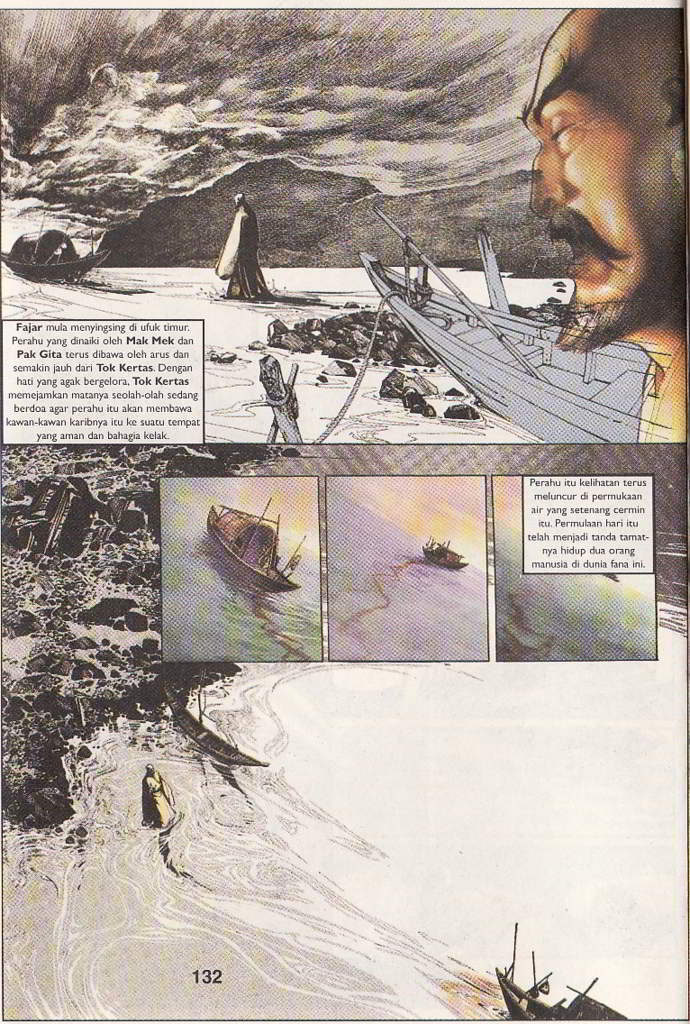 Fajar mula menyingsing di ufuk timur.
Perahu yang dinaiki oleh Mak Mek dan
Pak Gita terus dibawa oleh arus dan
semakin jauh dari Tok Kertas. Dengan
hati yang agak bergelora, Tok Kertas
memejamkan matanya seolah-olah sedang
berdoa agar perahu itu akan membawa
kawan-kawan karibnya itu ke suatu tempat
yang aman dan bahagia kelak.
Perahu itu kelihatan terus
meluncur di permukaan
air yang setenang cermin
itu. Permulaan hari itu
telah menjadi tanda tamat-
nya hidup dua orang
manusia di dunia fana ini.
132